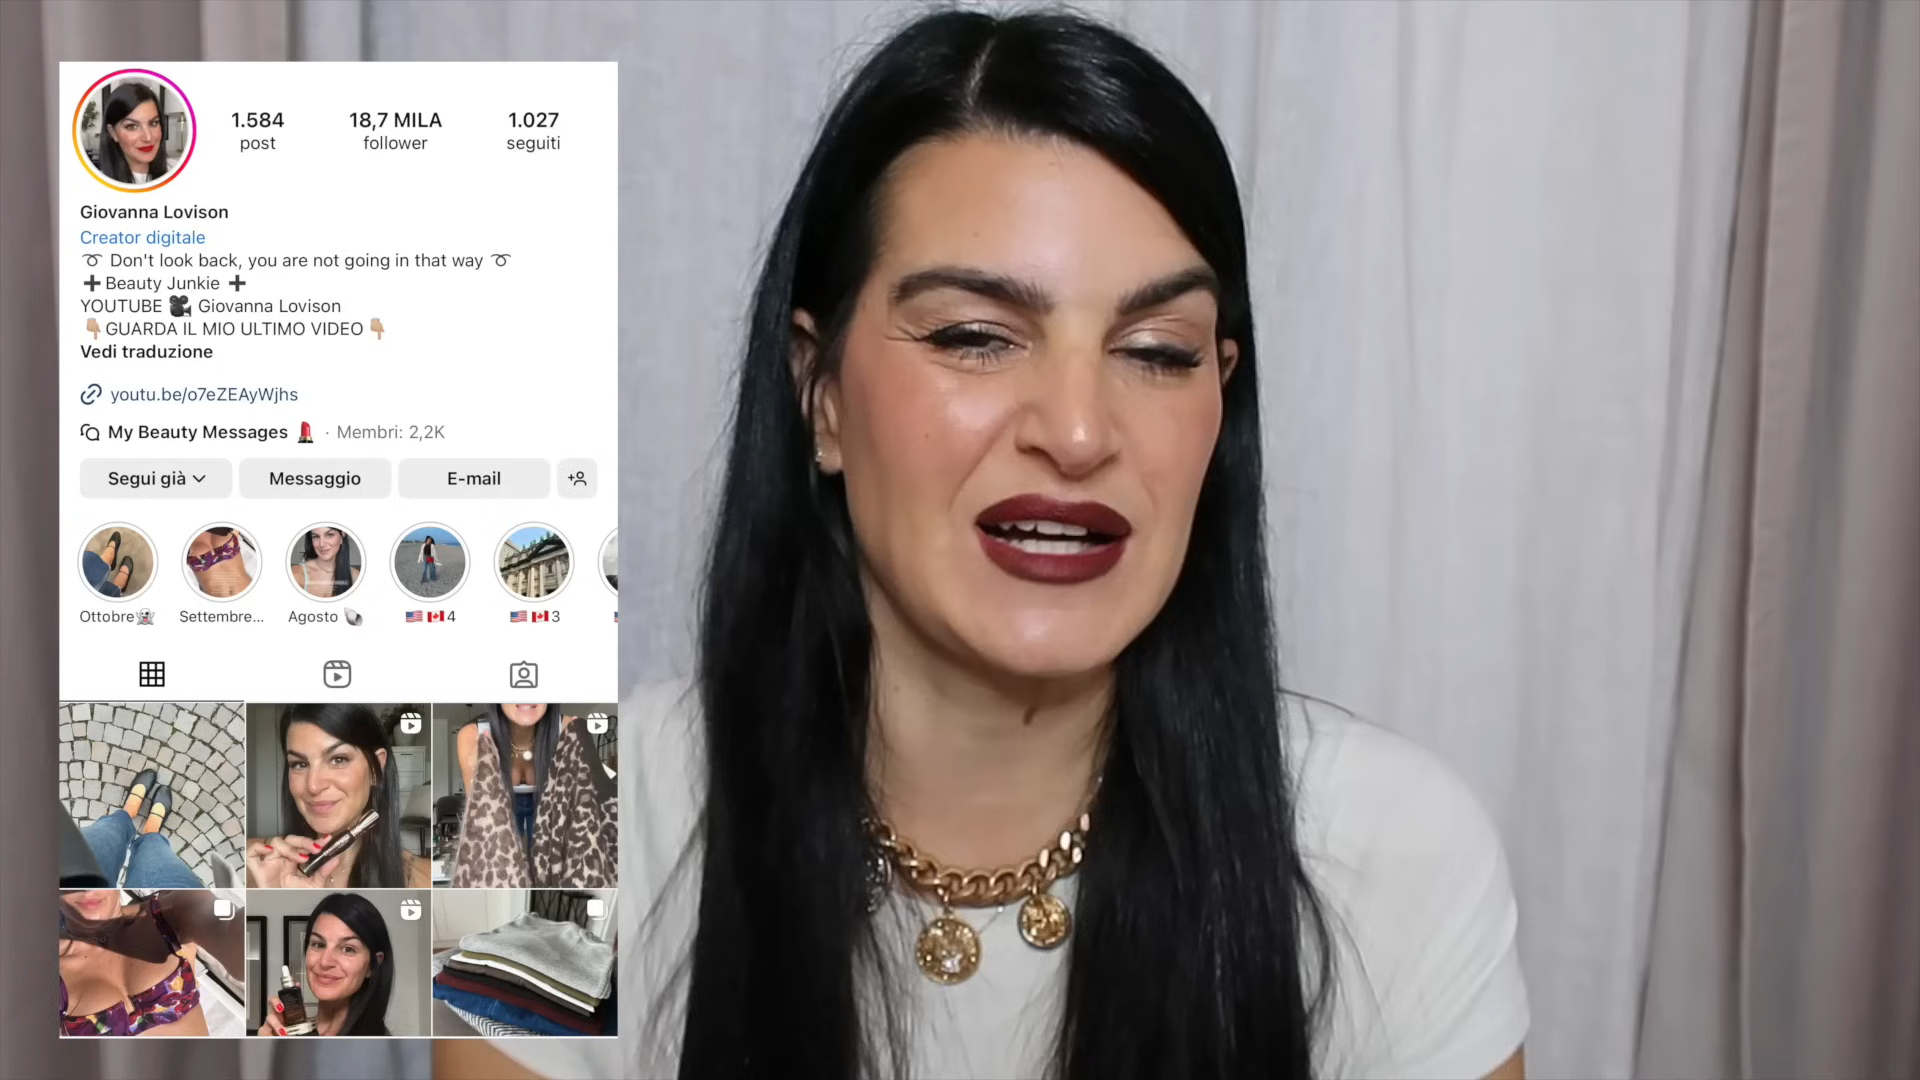 1.584 18,7 MILA 1.027
post follower seguiti
Giovanna Lovison
Creator digitale
➰ Don't look back, you are not going in that way ➰
➕ Beauty Junkie ➕
YOUTUBE 🎥 Giovanna Lovison
👇🏼 GUARDA IL MIO ULTIMO VIDEO 👇🏼
Vedi traduzione
youtu.be/o7eZEAyWjhs
My Beauty Messages 💄 · Membri: 2,2K
Segui già Messaggio E-mail
Ottobre👻 Settembre... Agosto 🐚 🇺🇸 🇨🇦 4 🇺🇸 🇨🇦 3